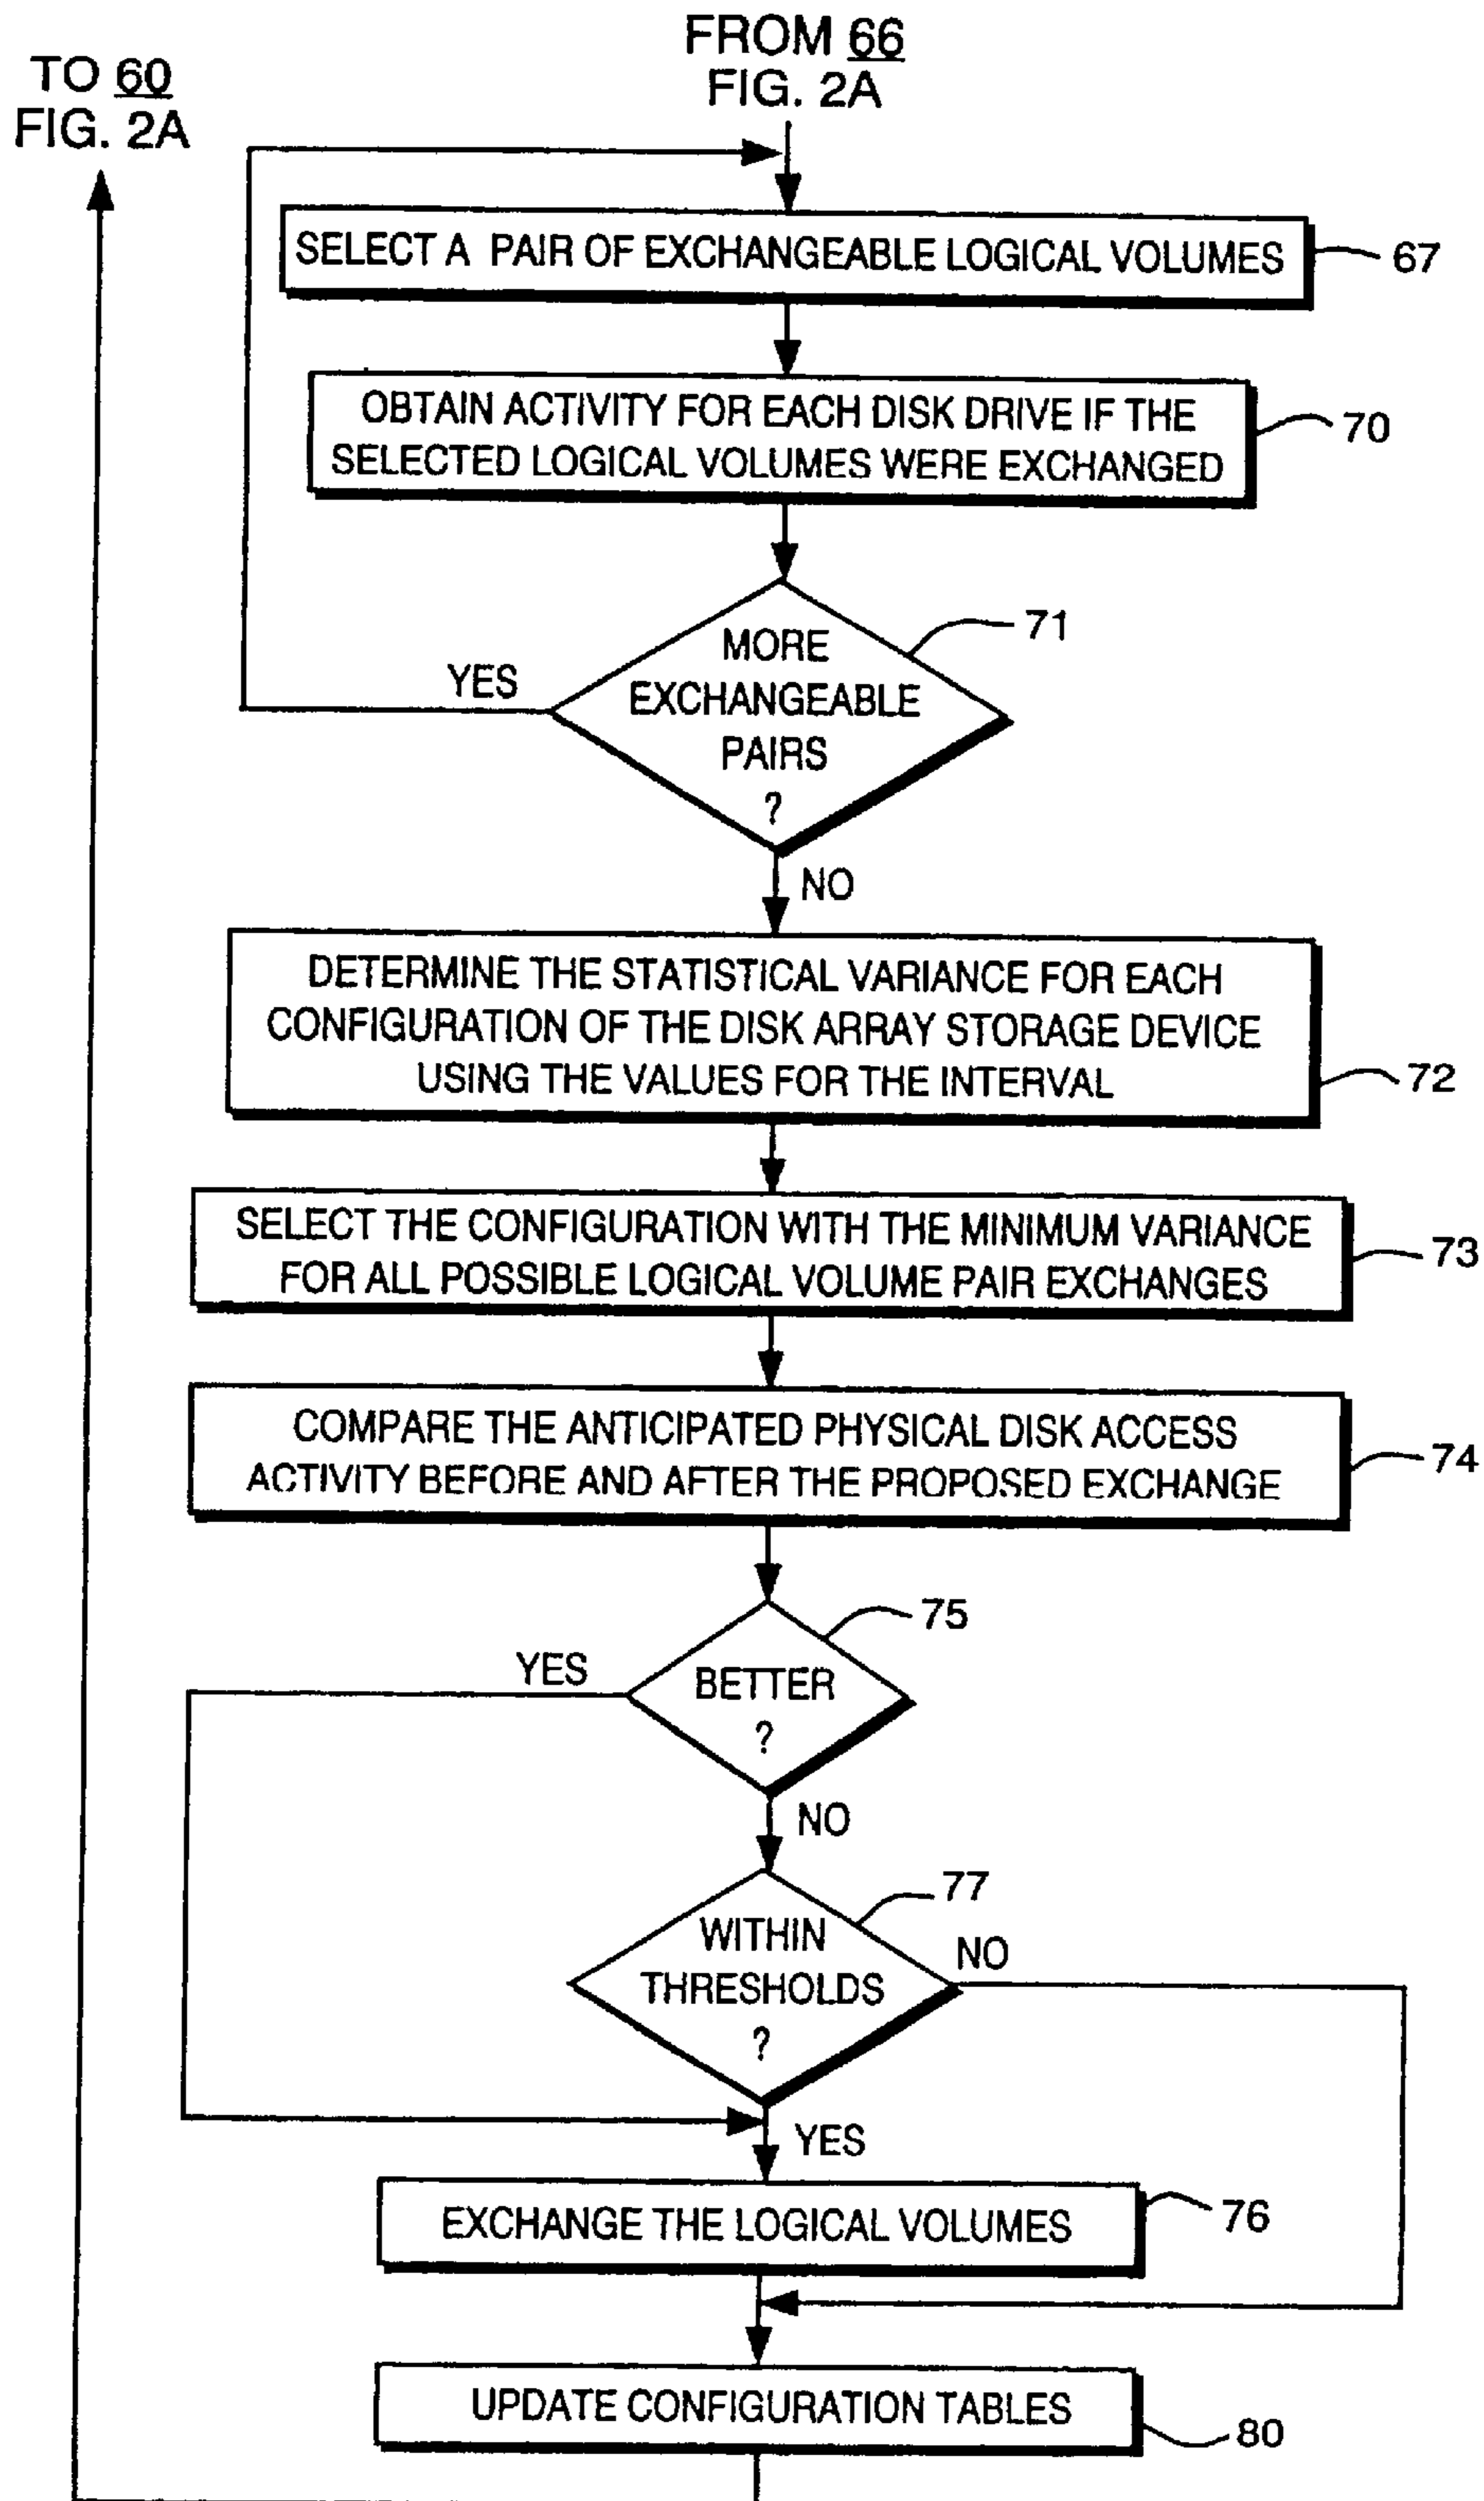 FROM 66
FIG. 2A
TO 60
FIG. 2A
SELECT A PAIR OF EXCHANGEABLE LOGICAL VOLUMES
67
OBTAIN ACTIVITY FOR EACH DISK DRIVE IF THE
SELECTED LOGICAL VOLUMES WERE EXCHANGED
70
MORE
EXCHANGEABLE
PAIRS
?
71
YES
NO
DETERMINE THE STATISTICAL VARIANCE FOR EACH
CONFIGURATION OF THE DISK ARRAY STORAGE DEVICE
USING THE VALUES FOR THE INTERVAL
72
SELECT THE CONFIGURATION WITH THE MINIMUM VARIANCE
FOR ALL POSSIBLE LOGICAL VOLUME PAIR EXCHANGES
73
COMPARE THE ANTICIPATED PHYSICAL DISK ACCESS
ACTIVITY BEFORE AND AFTER THE PROPOSED EXCHANGE
74
75
YES
BETTER
?
NO
77
WITHIN
THRESHOLDS
?
NO
YES
EXCHANGE THE LOGICAL VOLUMES
76
UPDATE CONFIGURATION TABLES
80